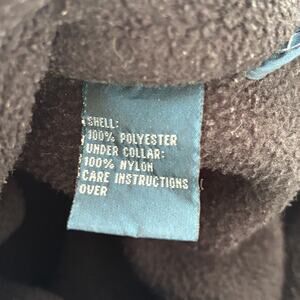 SHELL:
100% POLYESTER
UNDER COLLAR:
100% NYLON
CARE INSTRUCTIONS
OVER